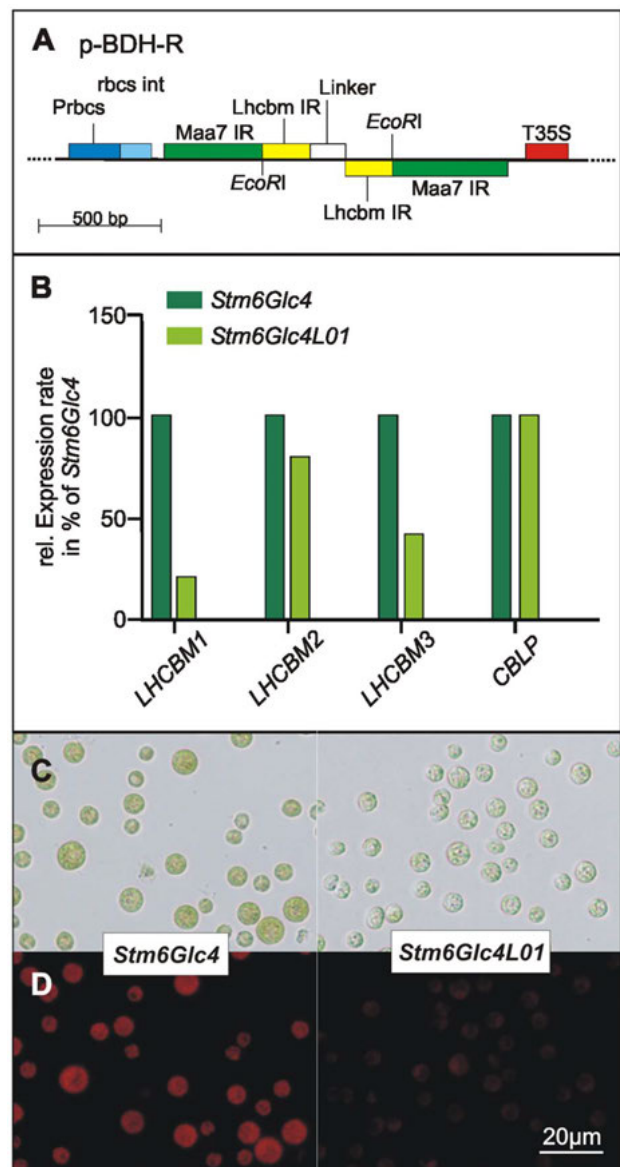 A
p-BDH-R
rbcs int
Prbcs
Maa7 IR
Lhcbm IR
Linker
EcoRI
T35S
EcoRI
Lhcbm IR
Maa7 IR
500 bp
B
Stm6Glc4
Stm6Glc4L01
rel. Expression rate
in % of Stm6Glc4
150
100
50
0
LHCBM1
LHCBM2
LHCBM3
CBLP
C
Stm6Glc4
Stm6Glc4L01
D
20µm